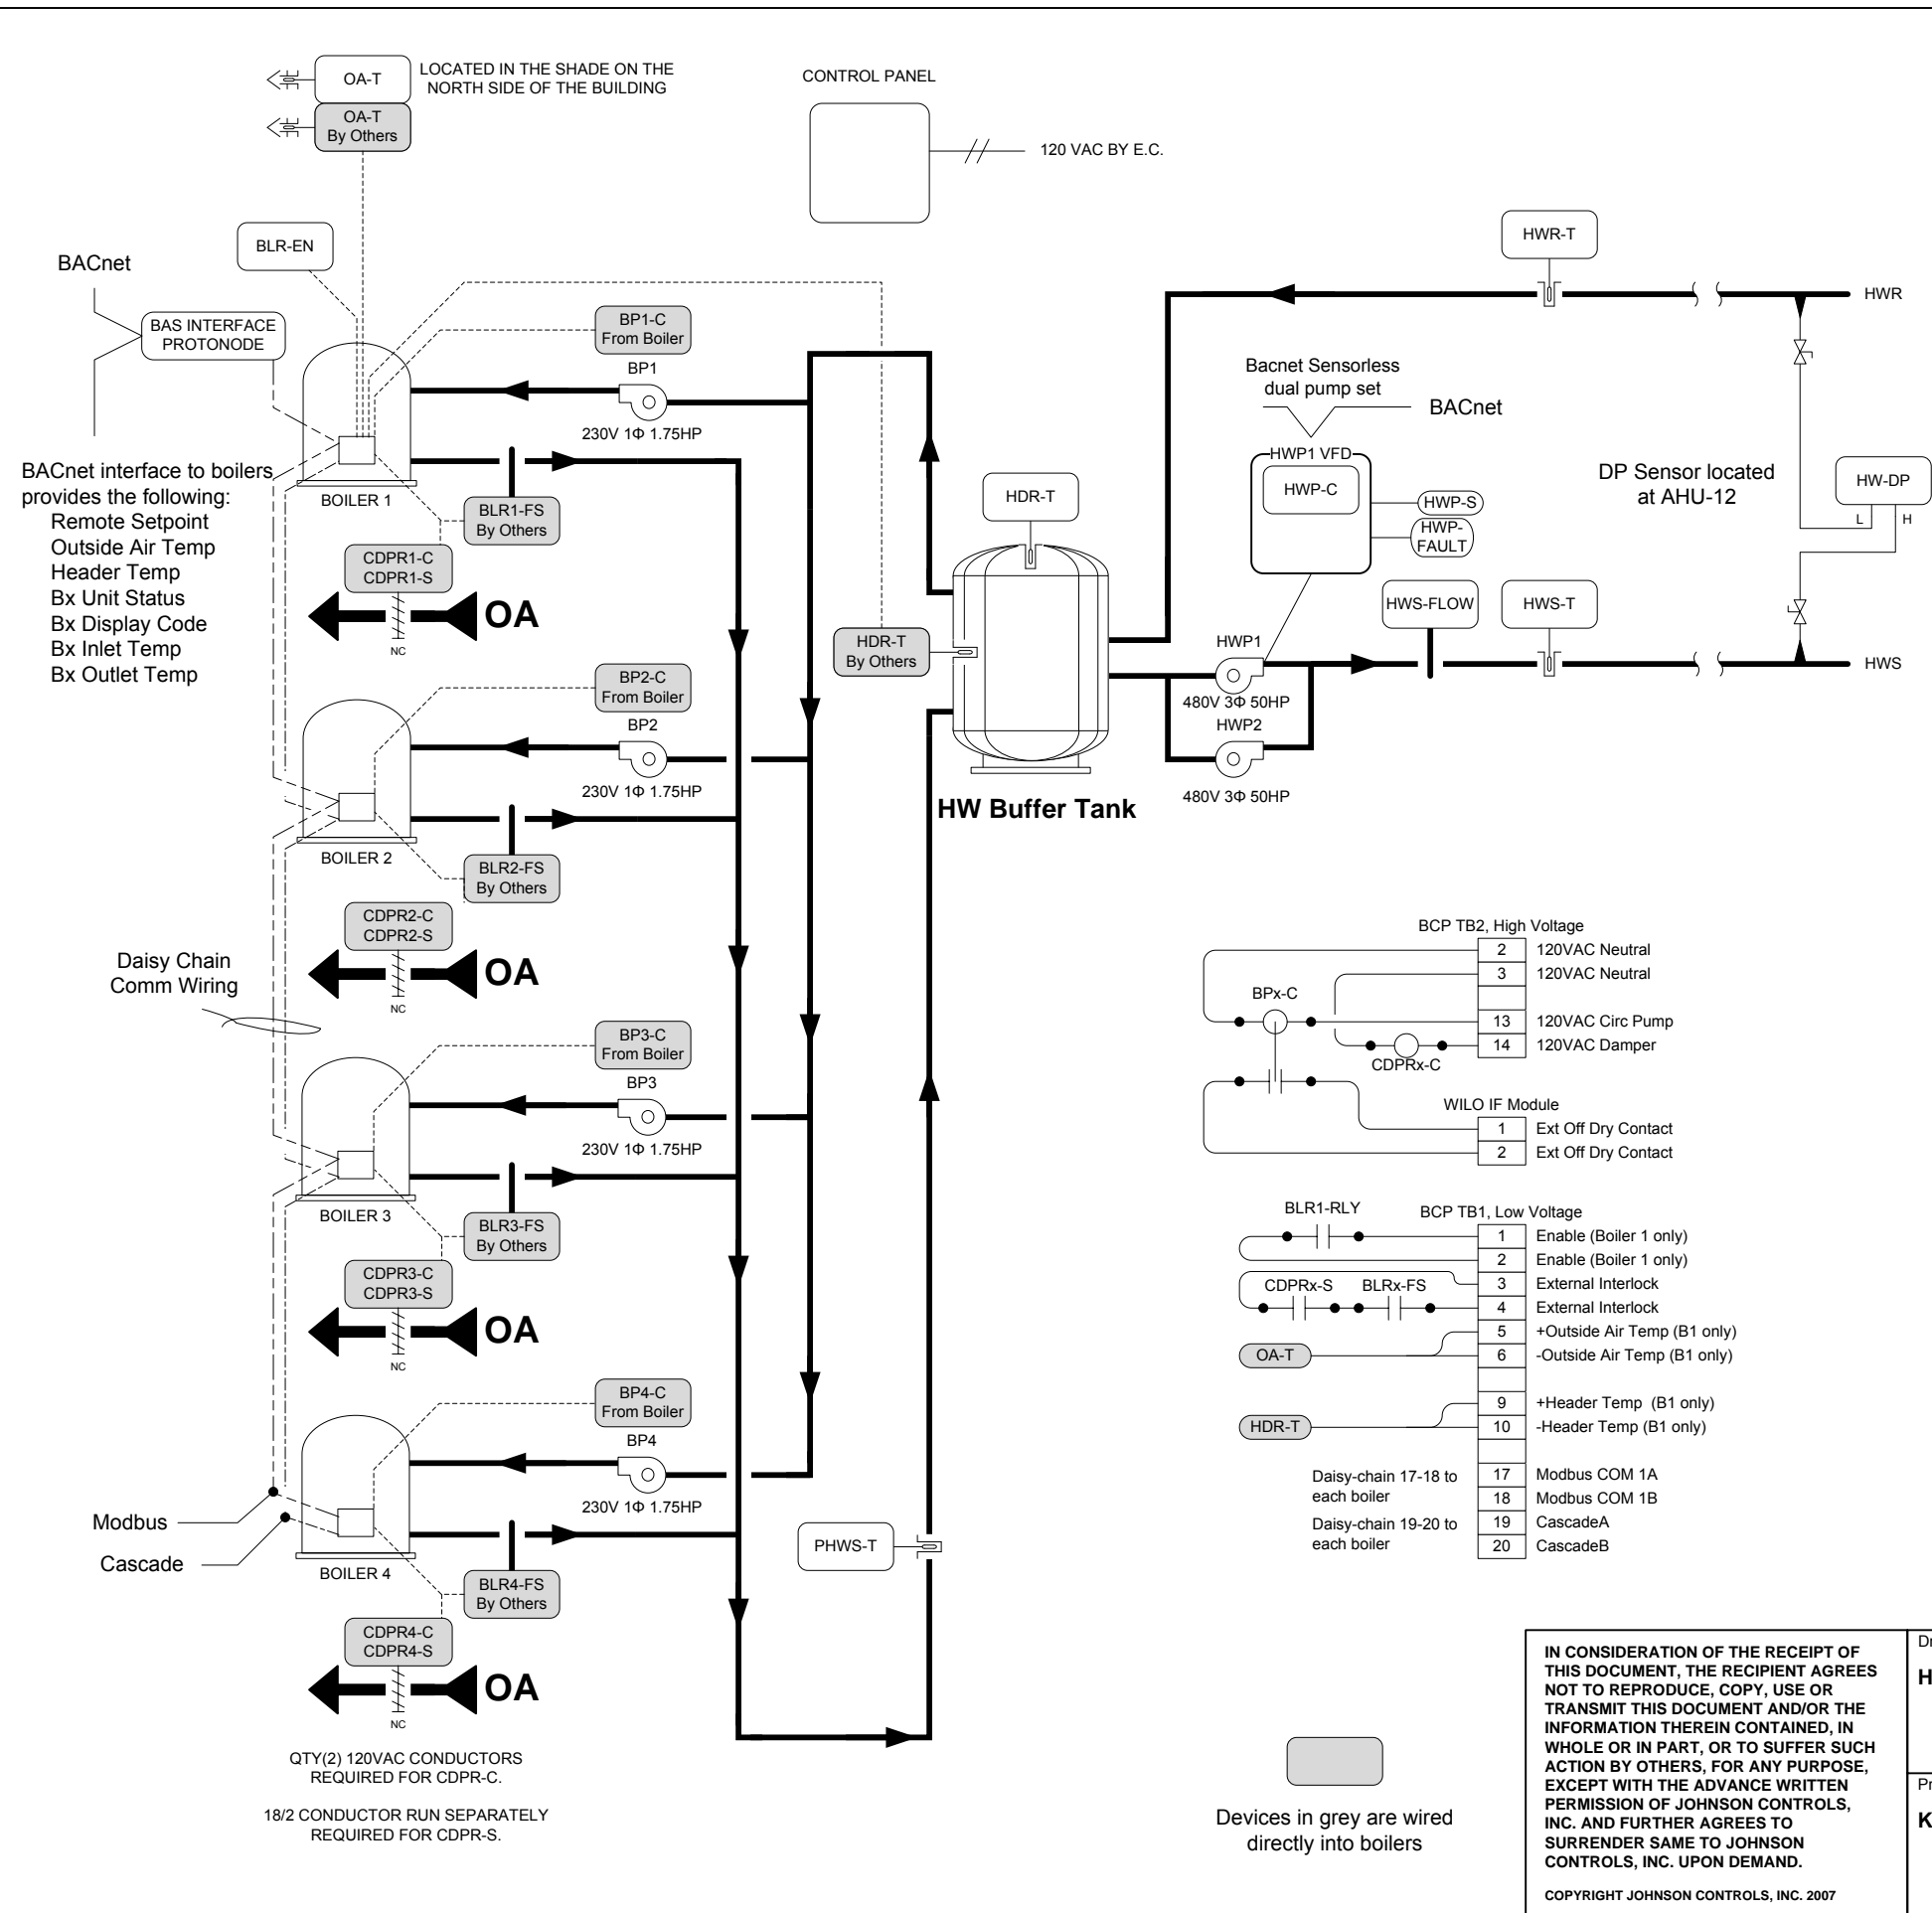 OA-T
LOCATED IN THE SHADE ON THE
NORTH SIDE OF THE BUILDING
OA-T
By Others
CONTROL PANEL
120 VAC BY E.C.
BLR-EN
BACnet
BAS INTERFACE
PROTONODE
BACnet interface to boilers
provides the following:
Remote Setpoint
Outside Air Temp
Header Temp
Bx Unit Status
Bx Display Code
Bx Inlet Temp
Bx Outlet Temp
BP1-C
From Boiler
BP1
230V 1Φ 1.75HP
BOILER 1
BLR1-FS
By Others
CDPR1-C
CDPR1-S
OA
NC
BP2-C
From Boiler
BP2
230V 1Φ 1.75HP
BOILER 2
BLR2-FS
By Others
CDPR2-C
CDPR2-S
OA
NC
Daisy Chain
Comm Wiring
BP3-C
From Boiler
BP3
230V 1Φ 1.75HP
BOILER 3
BLR3-FS
By Others
CDPR3-C
CDPR3-S
OA
NC
BP4-C
From Boiler
BP4
230V 1Φ 1.75HP
Modbus
Cascade
BOILER 4
BLR4-FS
By Others
CDPR4-C
CDPR4-S
OA
NC
QTY(2) 120VAC CONDUCTORS
REQUIRED FOR CDPR-C.
18/2 CONDUCTOR RUN SEPARATELY
REQUIRED FOR CDPR-S.
HDR-T
HDR-T
By Others
HW Buffer Tank
PHWS-T
HWR-T
HWR
Bacnet Sensorless
dual pump set
BACnet
HWP1 VFD
HWP-C
HWP-S
HWP-
FAULT
DP Sensor located
at AHU-12
HW-DP
L
H
HWS-FLOW
HWS-T
HWS
HWP1
480V 3Φ 50HP
HWP2
480V 3Φ 50HP
BCP TB2, High Voltage
2 120VAC Neutral
3 120VAC Neutral
BPx-C
13 120VAC Circ Pump
14 120VAC Damper
CDPRx-C
WILO IF Module
1 Ext Off Dry Contact
2 Ext Off Dry Contact
BLR1-RLY
BCP TB1, Low Voltage
1 Enable (Boiler 1 only)
2 Enable (Boiler 1 only)
CDPRx-S
BLRx-FS
3 External Interlock
4 External Interlock
5 +Outside Air Temp (B1 only)
OA-T
6 -Outside Air Temp (B1 only)
9 +Header Temp (B1 only)
HDR-T
10 -Header Temp (B1 only)
Daisy-chain 17-18 to
each boiler
17 Modbus COM 1A
18 Modbus COM 1B
Daisy-chain 19-20 to
each boiler
19 CascadeA
20 CascadeB
Devices in grey are wired
directly into boilers
IN CONSIDERATION OF THE RECEIPT OF
THIS DOCUMENT, THE RECIPIENT AGREES
NOT TO REPRODUCE, COPY, USE OR
TRANSMIT THIS DOCUMENT AND/OR THE
INFORMATION THEREIN CONTAINED, IN
WHOLE OR IN PART, OR TO SUFFER SUCH
ACTION BY OTHERS, FOR ANY PURPOSE,
EXCEPT WITH THE ADVANCE WRITTEN
PERMISSION OF JOHNSON CONTROLS,
INC. AND FURTHER AGREES TO
SURRENDER SAME TO JOHNSON
CONTROLS, INC. UPON DEMAND.
COPYRIGHT JOHNSON CONTROLS, INC. 2007